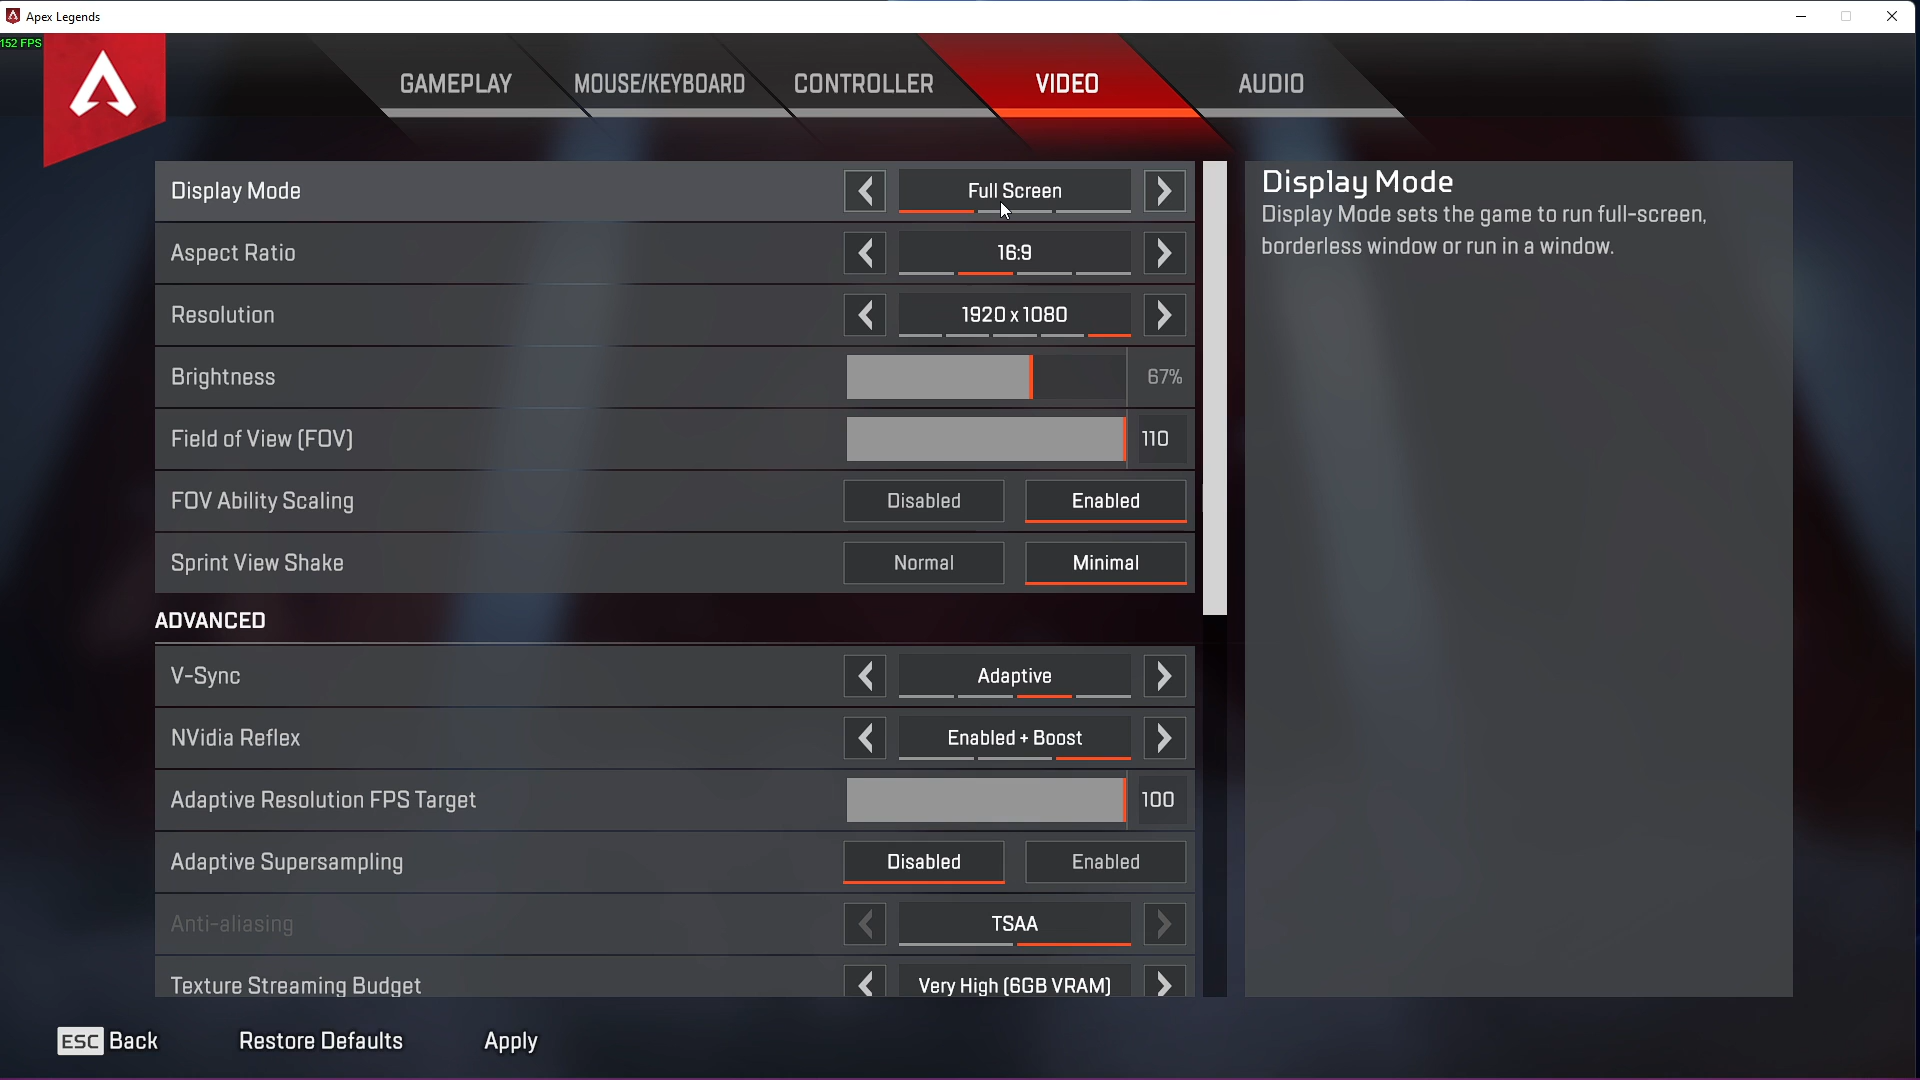 Apex Legends
152 FPS
GAMEPLAY
MOUSE/KEYBOARD
CONTROLLER
VIDEO
AUDIO
Display Mode
Full Screen
Aspect Ratio
16:9
Resolution
1920 x 1080
Brightness
67%
Field of View (FOV)
110
FOV Ability Scaling
Disabled
Enabled
Sprint View Shake
Normal
Minimal
ADVANCED
V-Sync
Adaptive
NVidia Reflex
Enabled + Boost
Adaptive Resolution FPS Target
100
Adaptive Supersampling
Disabled
Enabled
Anti-aliasing
TSAA
Texture Streaming Budget
Very High (6GB VRAM)
Display Mode
Display Mode sets the game to run full-screen,
borderless window or run in a window.
ESC Back
Restore Defaults
Apply